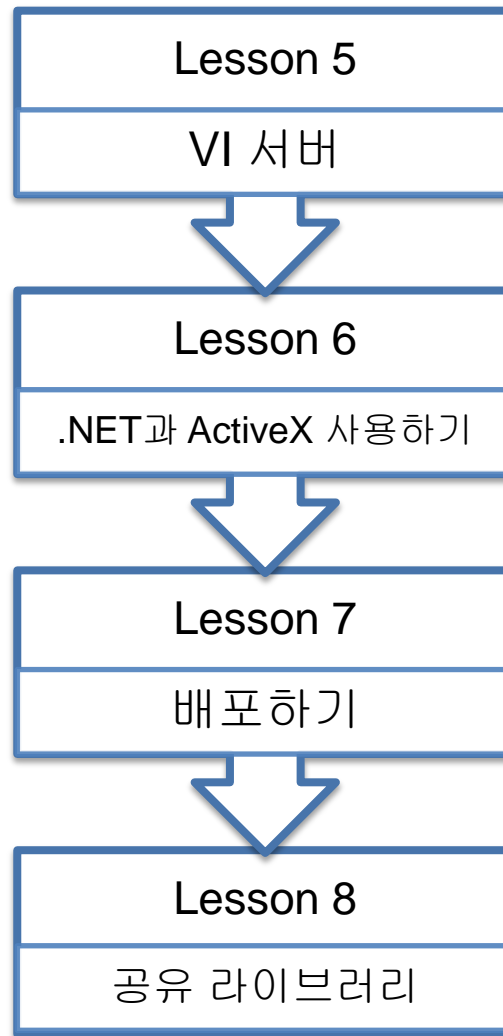 Lesson 5
VI 서버
Lesson 6
.NET과 ActiveX 사용하기
Lesson 7
배포하기
Lesson 8
공유 라이브러리